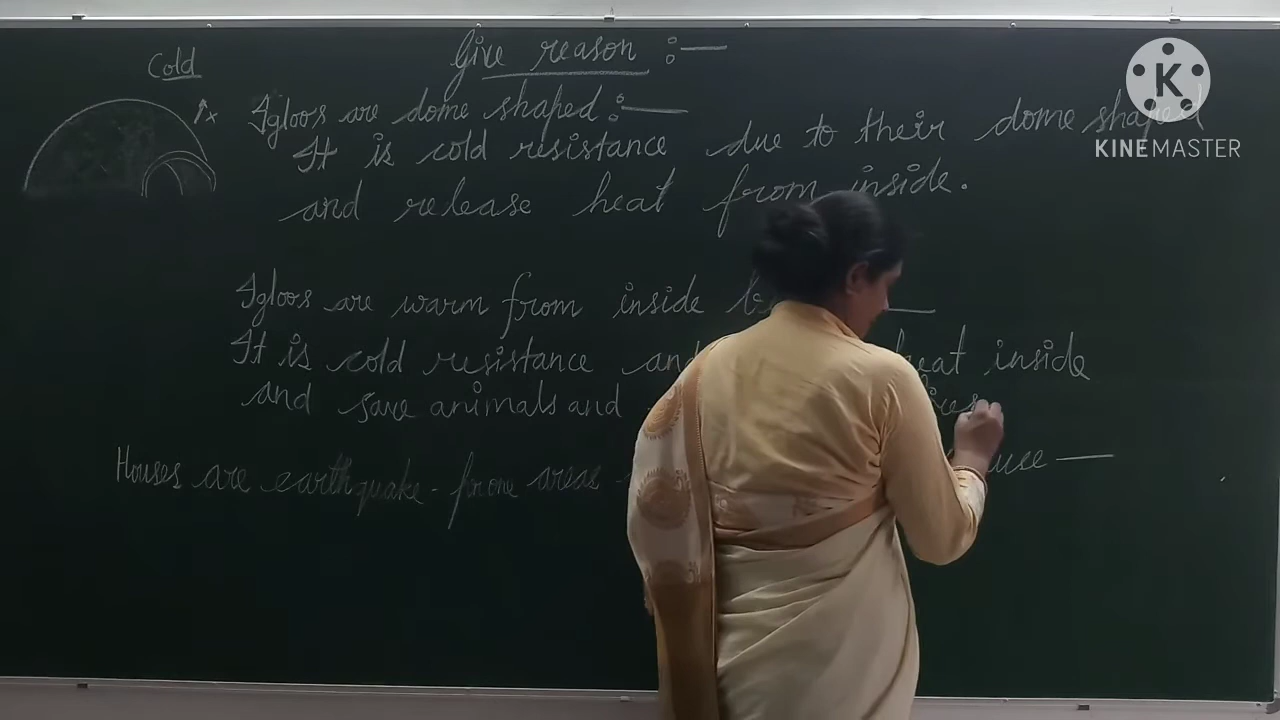 Give reason :—
Cold
Igloos are dome shaped :—
It is cold resistance due to their dome shaped
and release heat from inside.
Igloos are warm from inside
It is cold resistance and heat inside
and save animals and
Houses are earthquake-prone areas
K
KINEMASTER